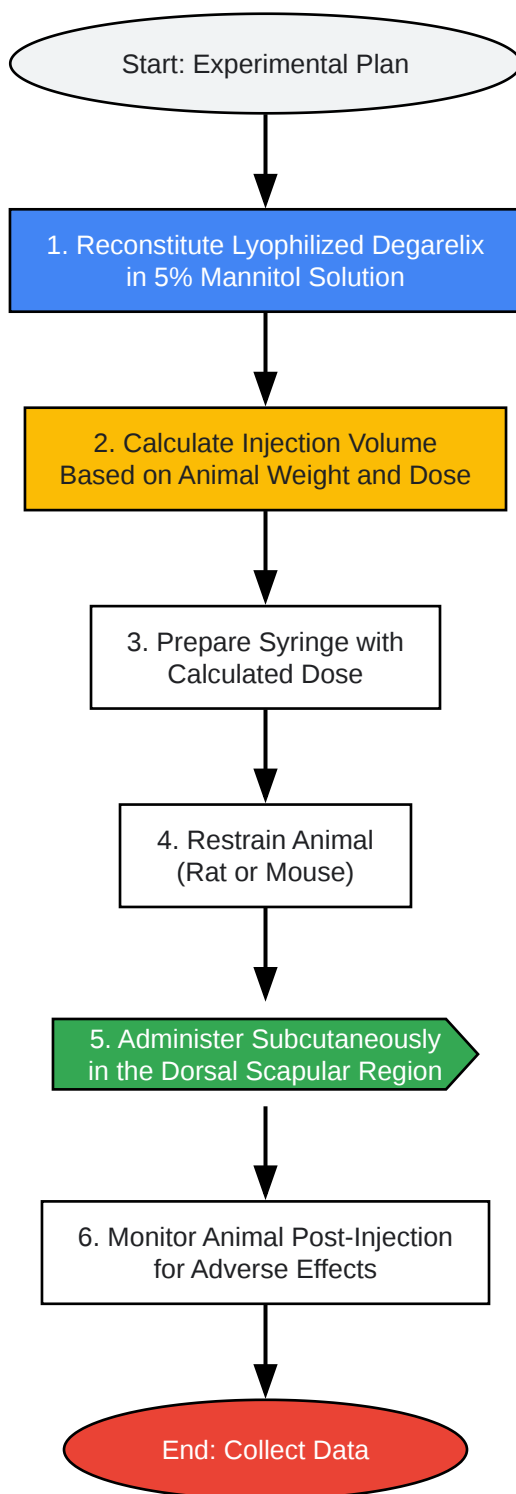 Start: Experimental Plan
1. Reconstitute Lyophilized Degarelix
in 5% Mannitol Solution
2. Calculate Injection Volume
Based on Animal Weight and Dose
3. Prepare Syringe with
Calculated Dose
4. Restrain Animal
(Rat or Mouse)
5. Administer Subcutaneously
in the Dorsal Scapular Region
6. Monitor Animal Post-Injection
for Adverse Effects
End: Collect Data